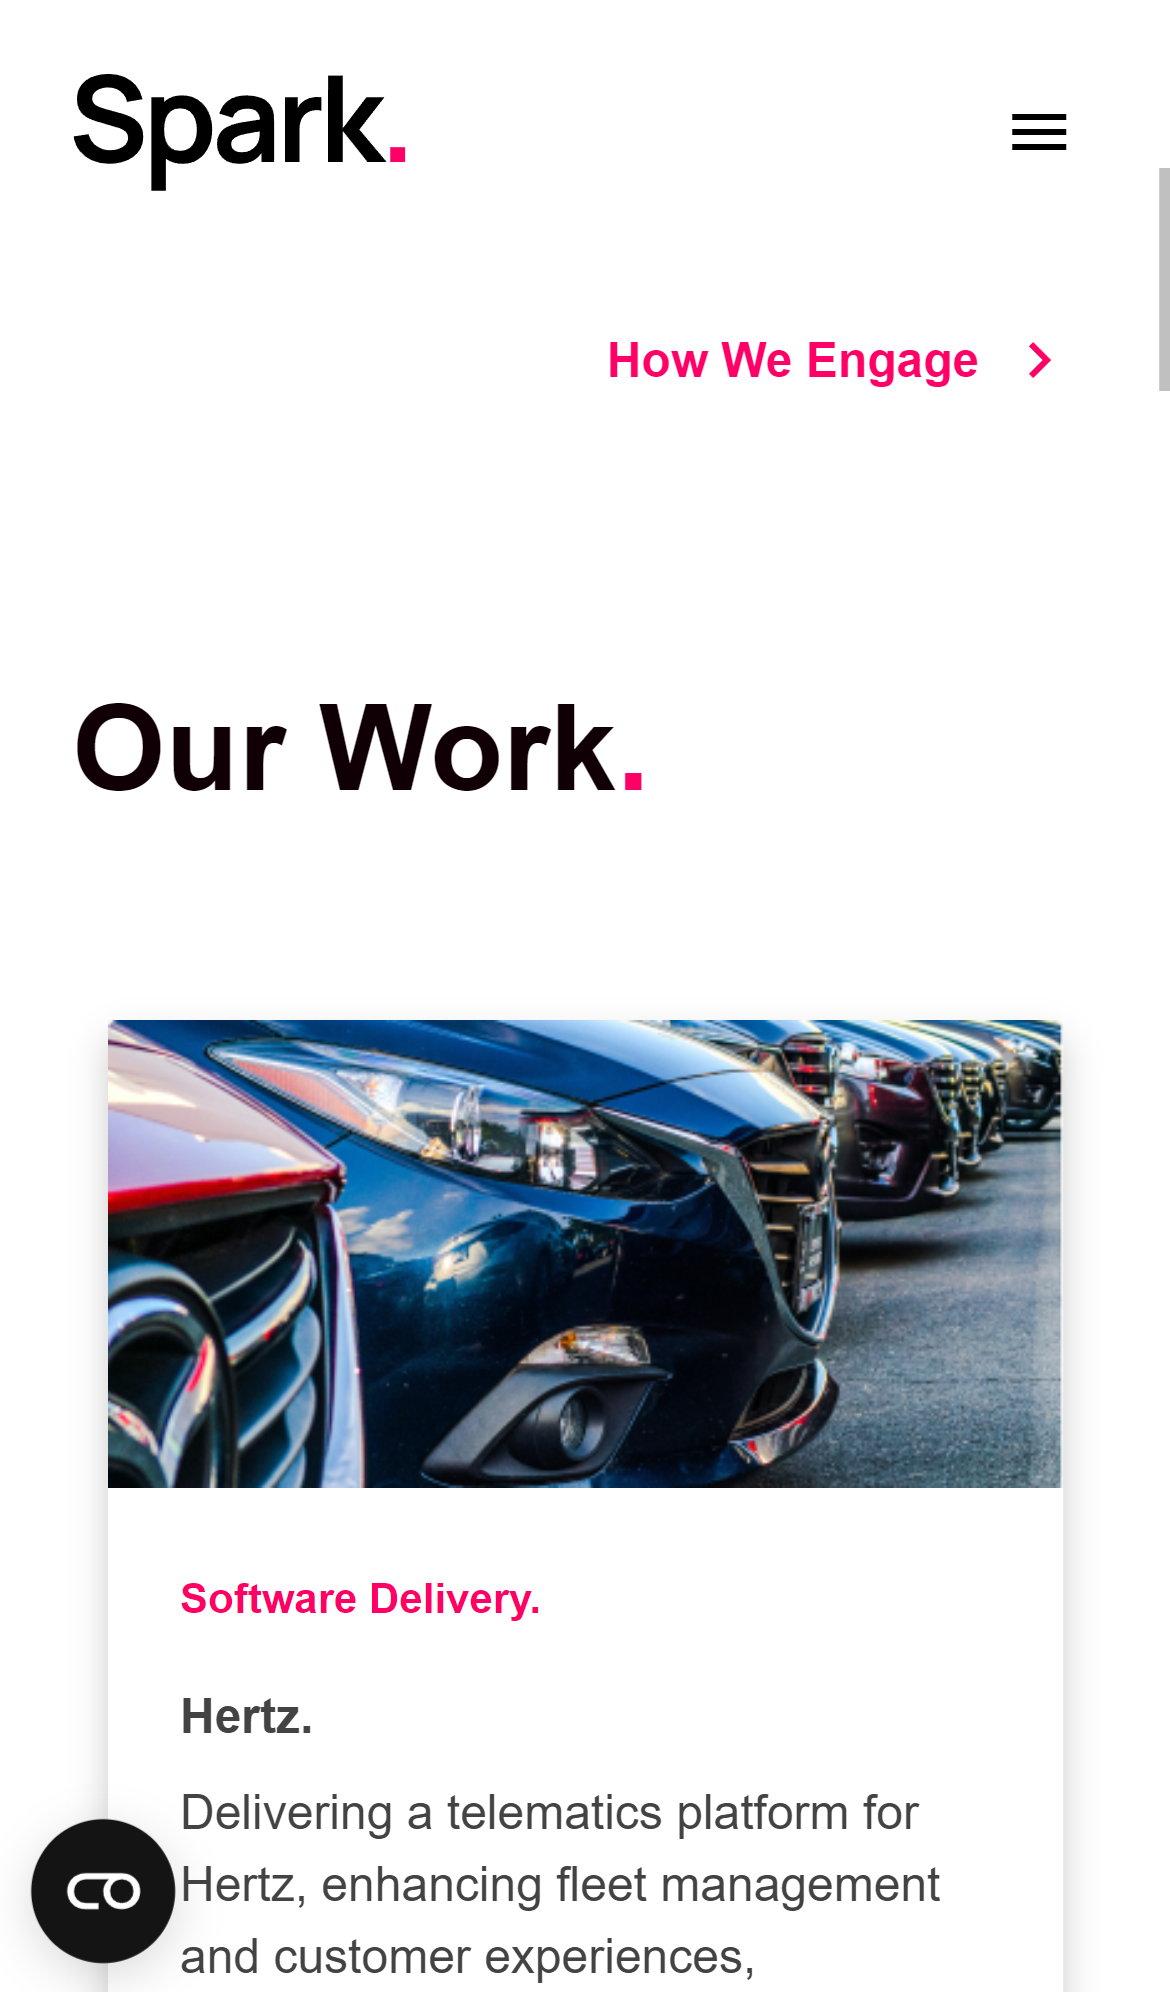 Spark.
How We Engage
Our Work.
Software Delivery.
Hertz.
Delivering a telematics platform for
Hertz, enhancing fleet management
and customer experiences,